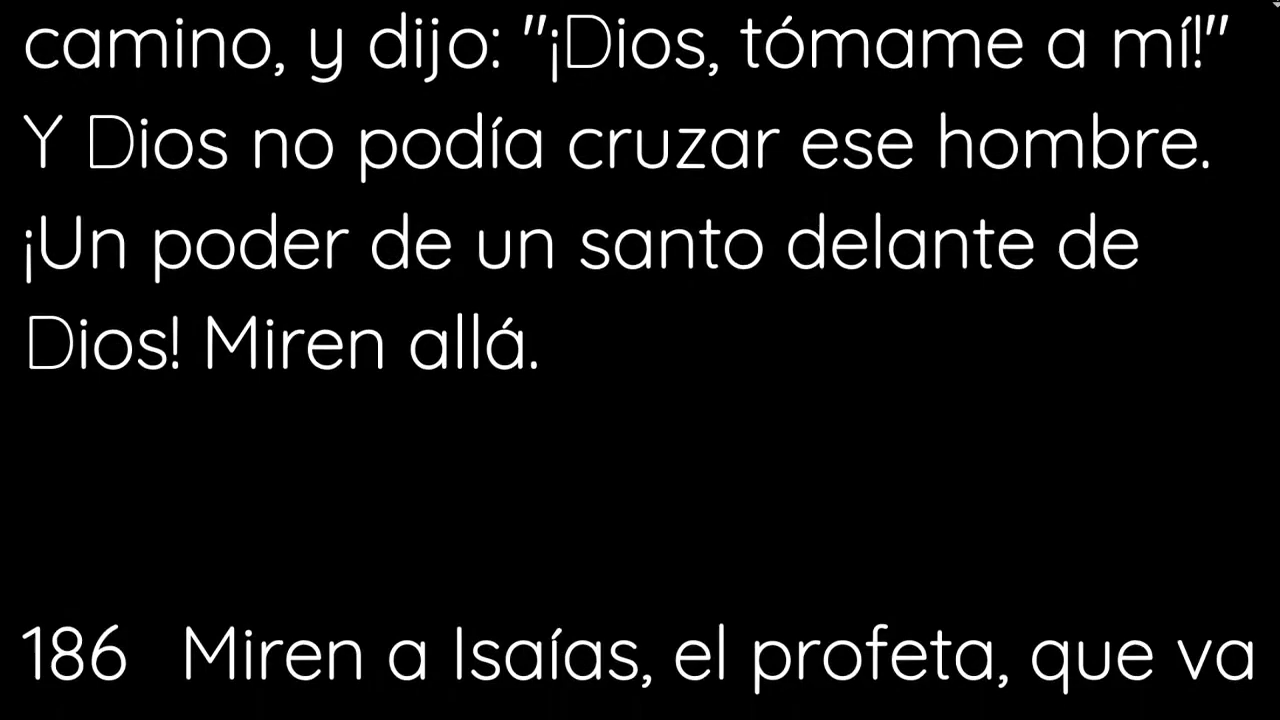 camino, y dijo: "¡Dios, tómame a mí!"
Y Dios no podía cruzar ese hombre.
¡Un poder de un santo delante de
Dios! Miren allá.
186 Miren a Isaías, el profeta, que va